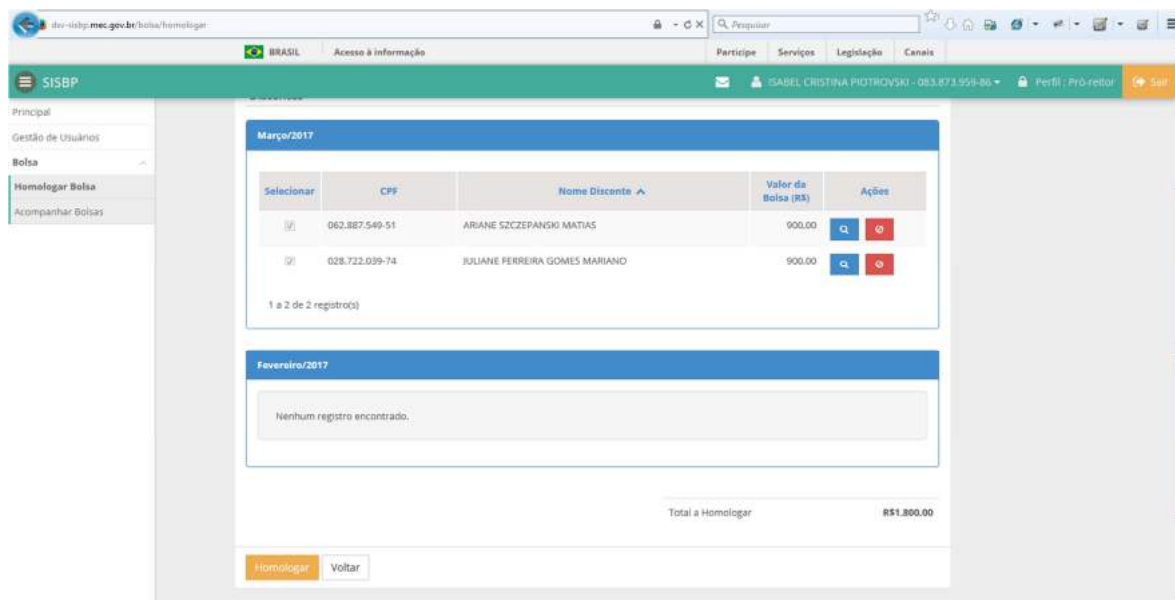 dsv-sisbp.mec.gov.br/bolsa/homologar
Pesquisar
BRASIL Acesso à informação Participe Serviços Legislação Canais
SISBP ISABEL CRISTINA PIOTROVSKI - 083.873.959-86 Perfil : Pró-reitor Sair
Principal
Gestão de Usuários
Bolsa
Homologar Bolsa
Acompanhar Bolsas
Março/2017
Selecionar CPF Nome Discente Valor da Bolsa (R$) Ações
062.887.549-51 ARIANE SZCZEPANSKI MATIAS 900,00
028.722.039-74 JULIANE FERREIRA GOMES MARIANO 900,00
1 a 2 de 2 registro(s)
Fevereiro/2017
Nenhum registro encontrado.
Total a Homologar R$1.800,00
Homologar Voltar